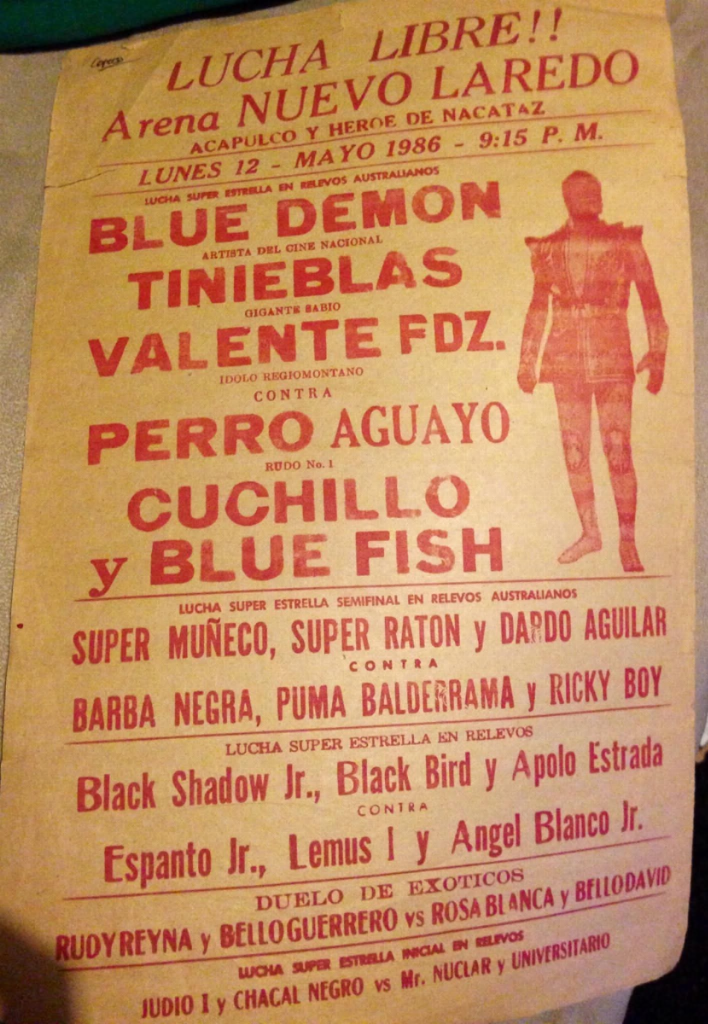 LUCHA LIBRE!!
Arena NUEVO LAREDO
ACAPULCO Y HEROE DE NACATAZ
LUNES 12 - MAYO 1986 - 9:15 P. M.
LUCHA SUPER ESTRELLA EN RELEVOS AUSTRALIANOS
BLUE DEMON
ARTISTA DEL CINE NACIONAL
TINIEBLAS
GIGANTE SABIO
VALENTE FDZ.
IDOLO REGIOMONTANO
CONTRA
PERRO AGUAYO
RUDO No. 1
CUCHILLO
y BLUE FISH
LUCHA SUPER ESTRELLA SEMIFINAL EN RELEVOS AUSTRALIANOS
SUPER MUÑECO, SUPER RATON y DARDO AGUILAR
CONTRA
BARBA NEGRA, PUMA BALDERRAMA y RICKY BOY
LUCHA SUPER ESTRELLA EN RELEVOS
Black Shadow Jr., Black Bird y Apolo Estrada
CONTRA
Espanto Jr., Lemus I y Angel Blanco Jr.
DUELO DE EXOTICOS
RUDY REYNA y BELLO GUERRERO vs ROSA BLANCA y BELLO DAVID
LUCHA SUPER ESTRELLA INICIAL EN RELEVOS
JUDIO I y CHACAL NEGRO vs Mr. NUCLAR y UNIVERSITARIO